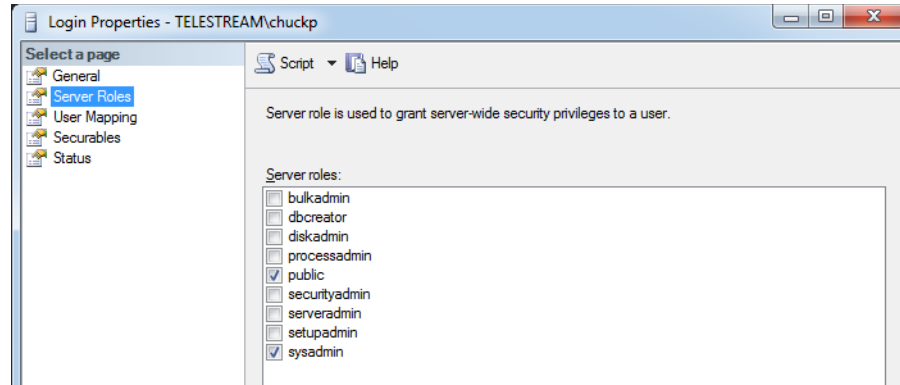 Login Properties - TELESTREAM\chuckp
Select a page
General
Server Roles
User Mapping
Securables
Status
Script Help
Server role is used to grant server-wide security privileges to a user.
Server roles:
bulkadmin
dbcreator
diskadmin
processadmin
public
securityadmin
serveradmin
setupadmin
sysadmin